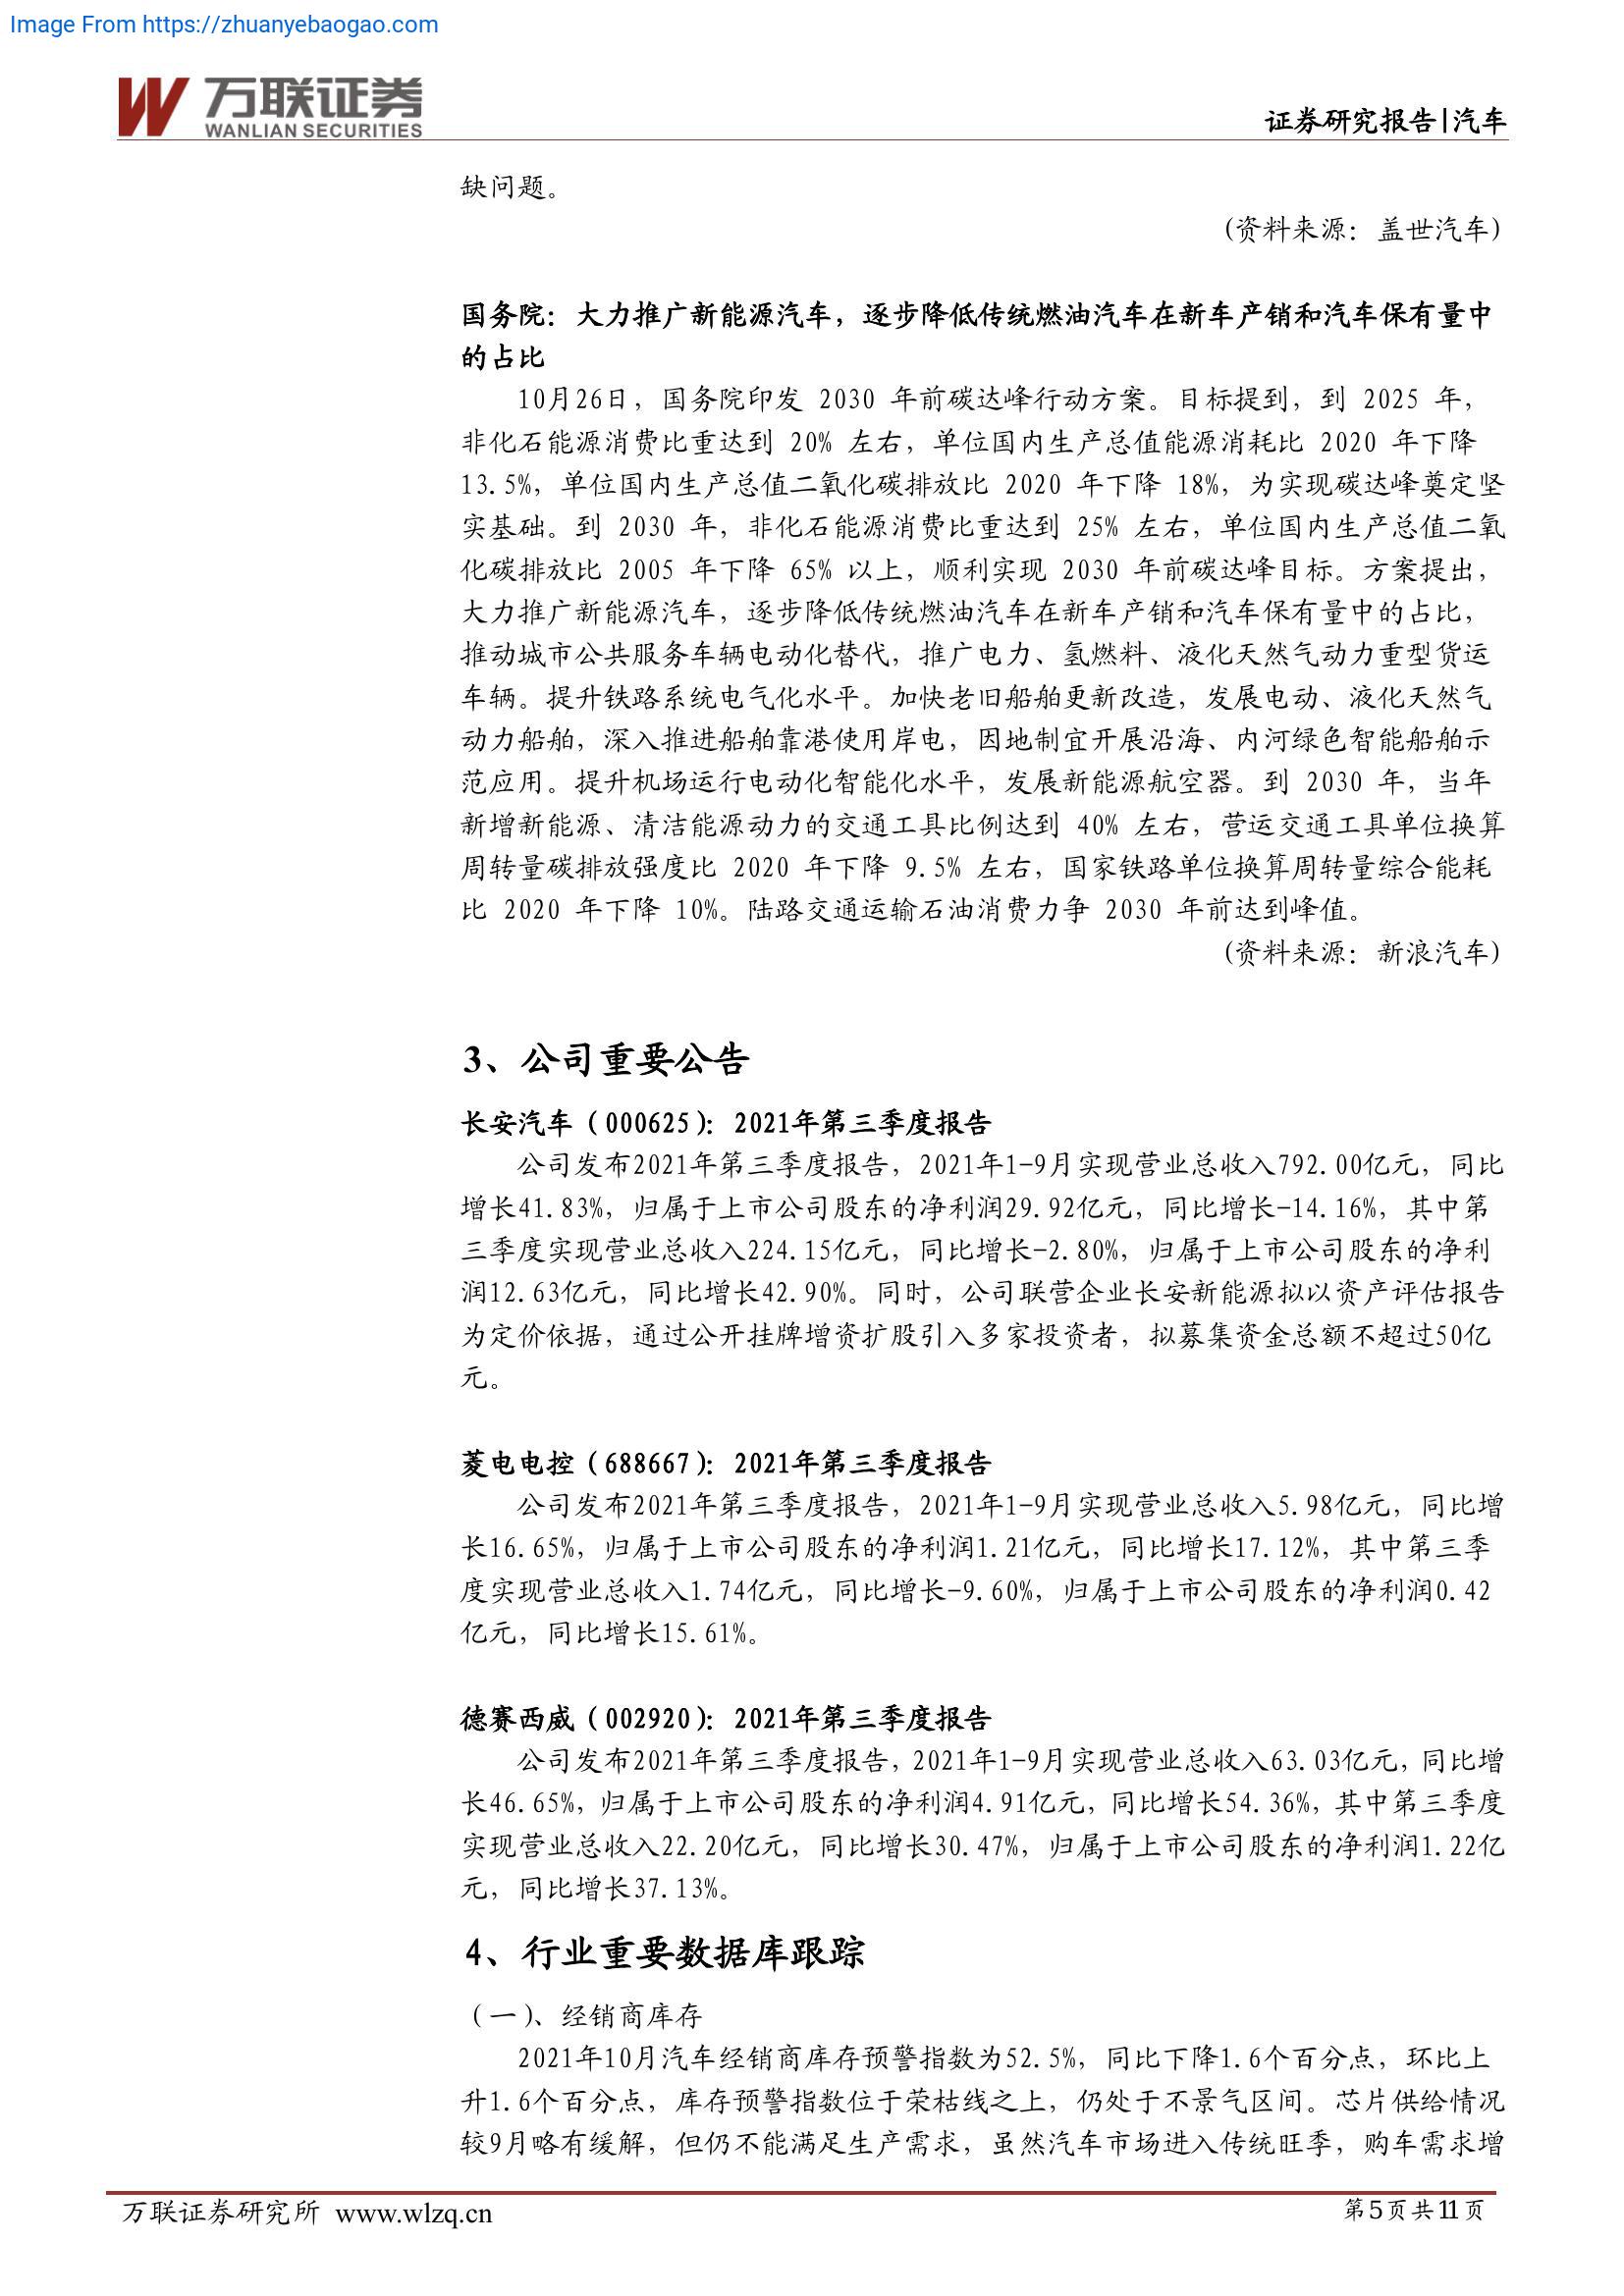 Image From https://zhuanyebaogao.com
万联证券
WANLIAN SECURITIES
证券研究报告|汽车
缺问题。
(资料来源：盖世汽车)
国务院：大力推广新能源汽车，逐步降低传统燃油汽车在新车产销和汽车保有量中
的占比
10月26日，国务院印发 2030 年前碳达峰行动方案。目标提到，到 2025 年，
非化石能源消费比重达到 20% 左右，单位国内生产总值能源消耗比 2020 年下降
13.5%，单位国内生产总值二氧化碳排放比 2020 年下降 18%，为实现碳达峰奠定坚
实基础。到 2030 年，非化石能源消费比重达到 25% 左右，单位国内生产总值二氧
化碳排放比 2005 年下降 65% 以上，顺利实现 2030 年前碳达峰目标。方案提出，
大力推广新能源汽车，逐步降低传统燃油汽车在新车产销和汽车保有量中的占比，
推动城市公共服务车辆电动化替代，推广电力、氢燃料、液化天然气动力重型货运
车辆。提升铁路系统电气化水平。加快老旧船舶更新改造，发展电动、液化天然气
动力船舶，深入推进船舶靠港使用岸电，因地制宜开展沿海、内河绿色智能船舶示
范应用。提升机场运行电动化智能化水平，发展新能源航空器。到 2030 年，当年
新增新能源、清洁能源动力的交通工具比例达到 40% 左右，营运交通工具单位换算
周转量碳排放强度比 2020 年下降 9.5% 左右，国家铁路单位换算周转量综合能耗
比 2020 年下降 10%。陆路交通运输石油消费力争 2030 年前达到峰值。
(资料来源：新浪汽车)
3、公司重要公告
长安汽车（000625）：2021年第三季度报告
公司发布2021年第三季度报告，2021年1-9月实现营业总收入792.00亿元，同比
增长41.83%，归属于上市公司股东的净利润29.92亿元，同比增长-14.16%，其中第
三季度实现营业总收入224.15亿元，同比增长-2.80%，归属于上市公司股东的净利
润12.63亿元，同比增长42.90%。同时，公司联营企业长安新能源拟以资产评估报告
为定价依据，通过公开挂牌增资扩股引入多家投资者，拟募集资金总额不超过50亿
元。
菱电电控（688667）：2021年第三季度报告
公司发布2021年第三季度报告，2021年1-9月实现营业总收入5.98亿元，同比增
长16.65%，归属于上市公司股东的净利润1.21亿元，同比增长17.12%，其中第三季
度实现营业总收入1.74亿元，同比增长-9.60%，归属于上市公司股东的净利润0.42
亿元，同比增长15.61%。
德赛西威（002920）：2021年第三季度报告
公司发布2021年第三季度报告，2021年1-9月实现营业总收入63.03亿元，同比增
长46.65%，归属于上市公司股东的净利润4.91亿元，同比增长54.36%，其中第三季度
实现营业总收入22.20亿元，同比增长30.47%，归属于上市公司股东的净利润1.22亿
元，同比增长37.13%。
4、行业重要数据库跟踪
（一）、经销商库存
2021年10月汽车经销商库存预警指数为52.5%，同比下降1.6个百分点，环比上
升1.6个百分点，库存预警指数位于荣枯线之上，仍处于不景气区间。芯片供给情况
较9月略有缓解，但仍不能满足生产需求，虽然汽车市场进入传统旺季，购车需求增
万联证券研究所 www.wlzq.cn
第5页共11页